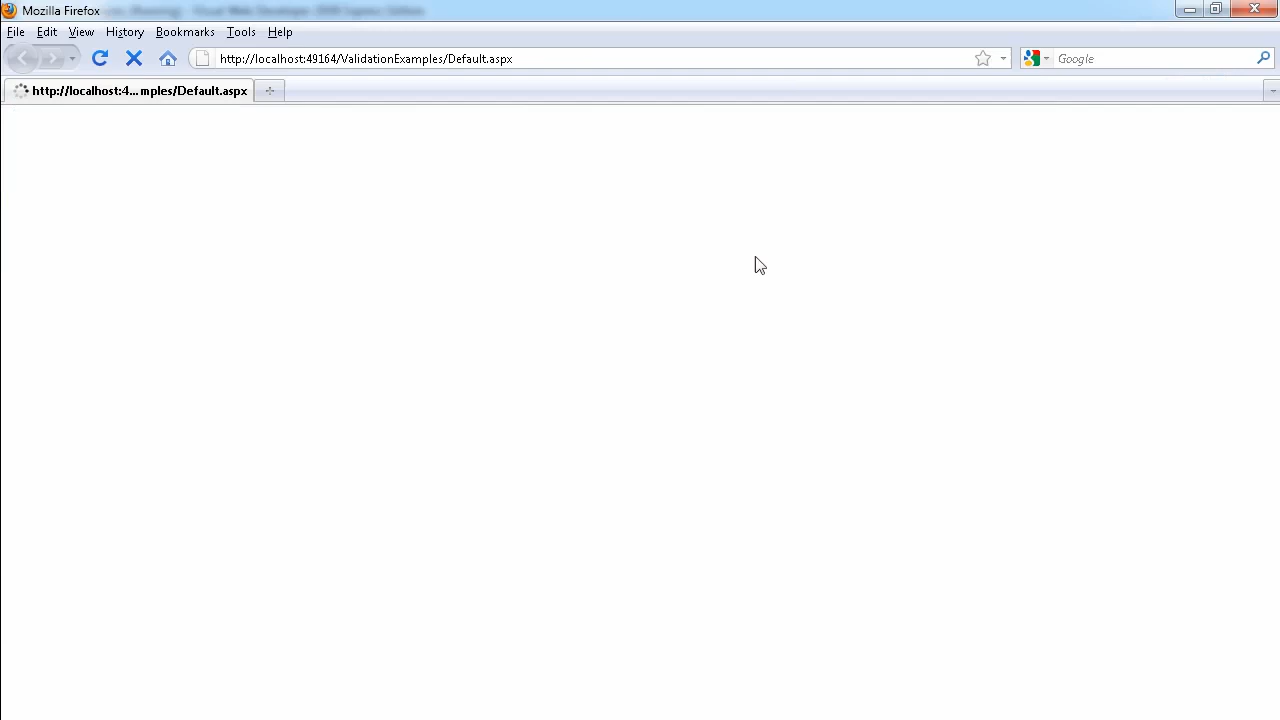 Mozilla Firefox
File Edit View History Bookmarks Tools Help
http://localhost:49164/ValidationExamples/Default.aspx
Google
http://localhost:4... mples/Default.aspx